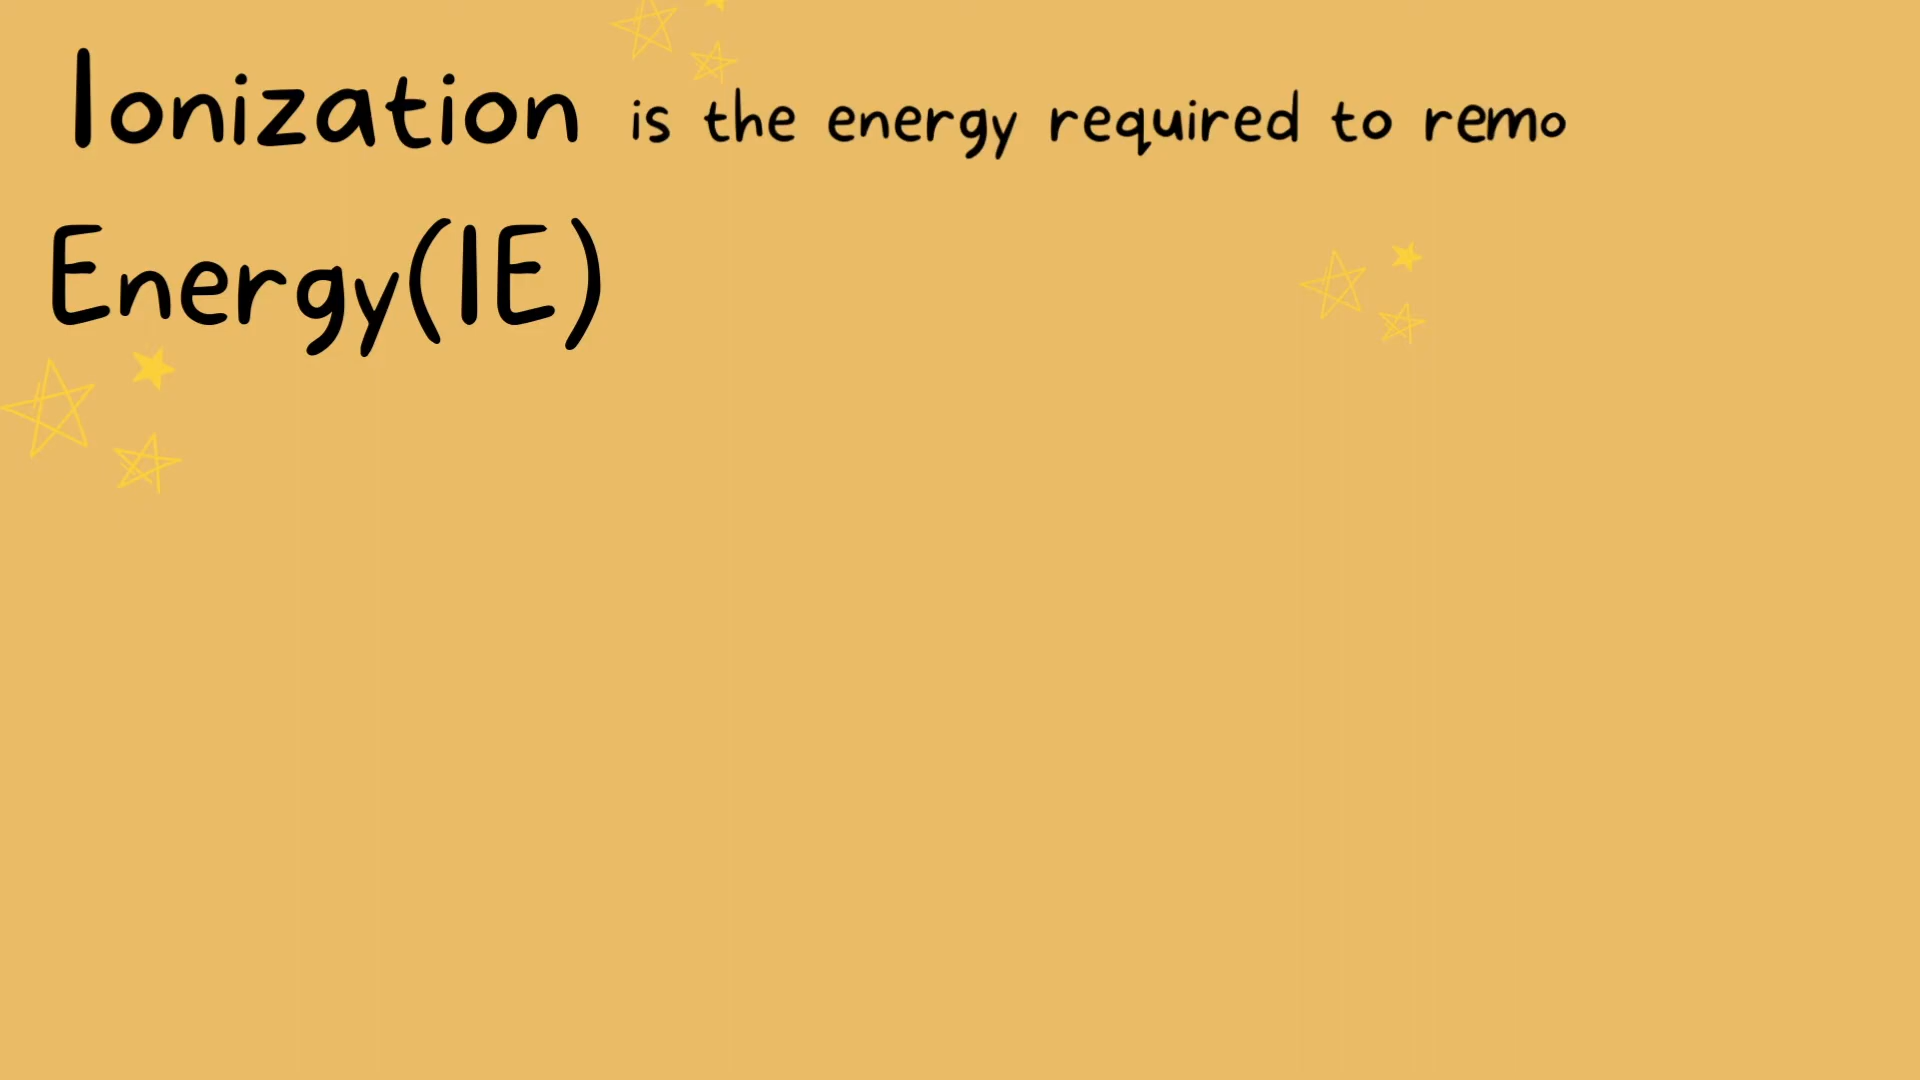 Ionization is the energy required to remo
Energy(IE)